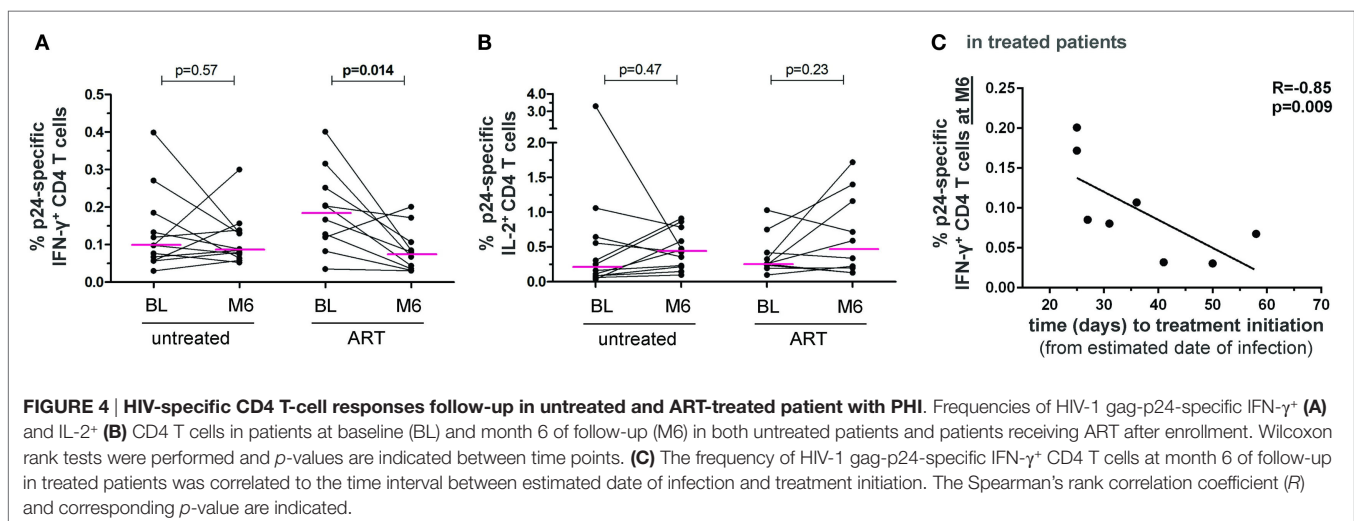 A
p=0.57
p=0.014
% p24-specific
IFN-γ⁺ CD4 T cells
0.5
0.4
0.3
0.2
0.1
0.0
BL
M6
BL
M6
untreated
ART
B
p=0.47
p=0.23
% p24-specific
IL-2⁺ CD4 T cells
4.0
3.0
2.0
1.5
1.0
0.5
0.0
BL
M6
BL
M6
untreated
ART
C in treated patients
R=-0.85
p=0.009
% p24-specific
IFN-γ⁺ CD4 T cells at M6
0.20
0.15
0.10
0.05
0.00
20 30 40 50 60 70
time (days) to treatment initiation
(from estimated date of infection)
FIGURE 4 | HIV-specific CD4 T-cell responses follow-up in untreated and ART-treated patient with PHI. Frequencies of HIV-1 gag-p24-specific IFN-γ⁺ (A)
and IL-2⁺ (B) CD4 T cells in patients at baseline (BL) and month 6 of follow-up (M6) in both untreated patients and patients receiving ART after enrollment. Wilcoxon
rank tests were performed and p-values are indicated between time points. (C) The frequency of HIV-1 gag-p24-specific IFN-γ⁺ CD4 T cells at month 6 of follow-up
in treated patients was correlated to the time interval between estimated date of infection and treatment initiation. The Spearman's rank correlation coefficient (R)
and corresponding p-value are indicated.